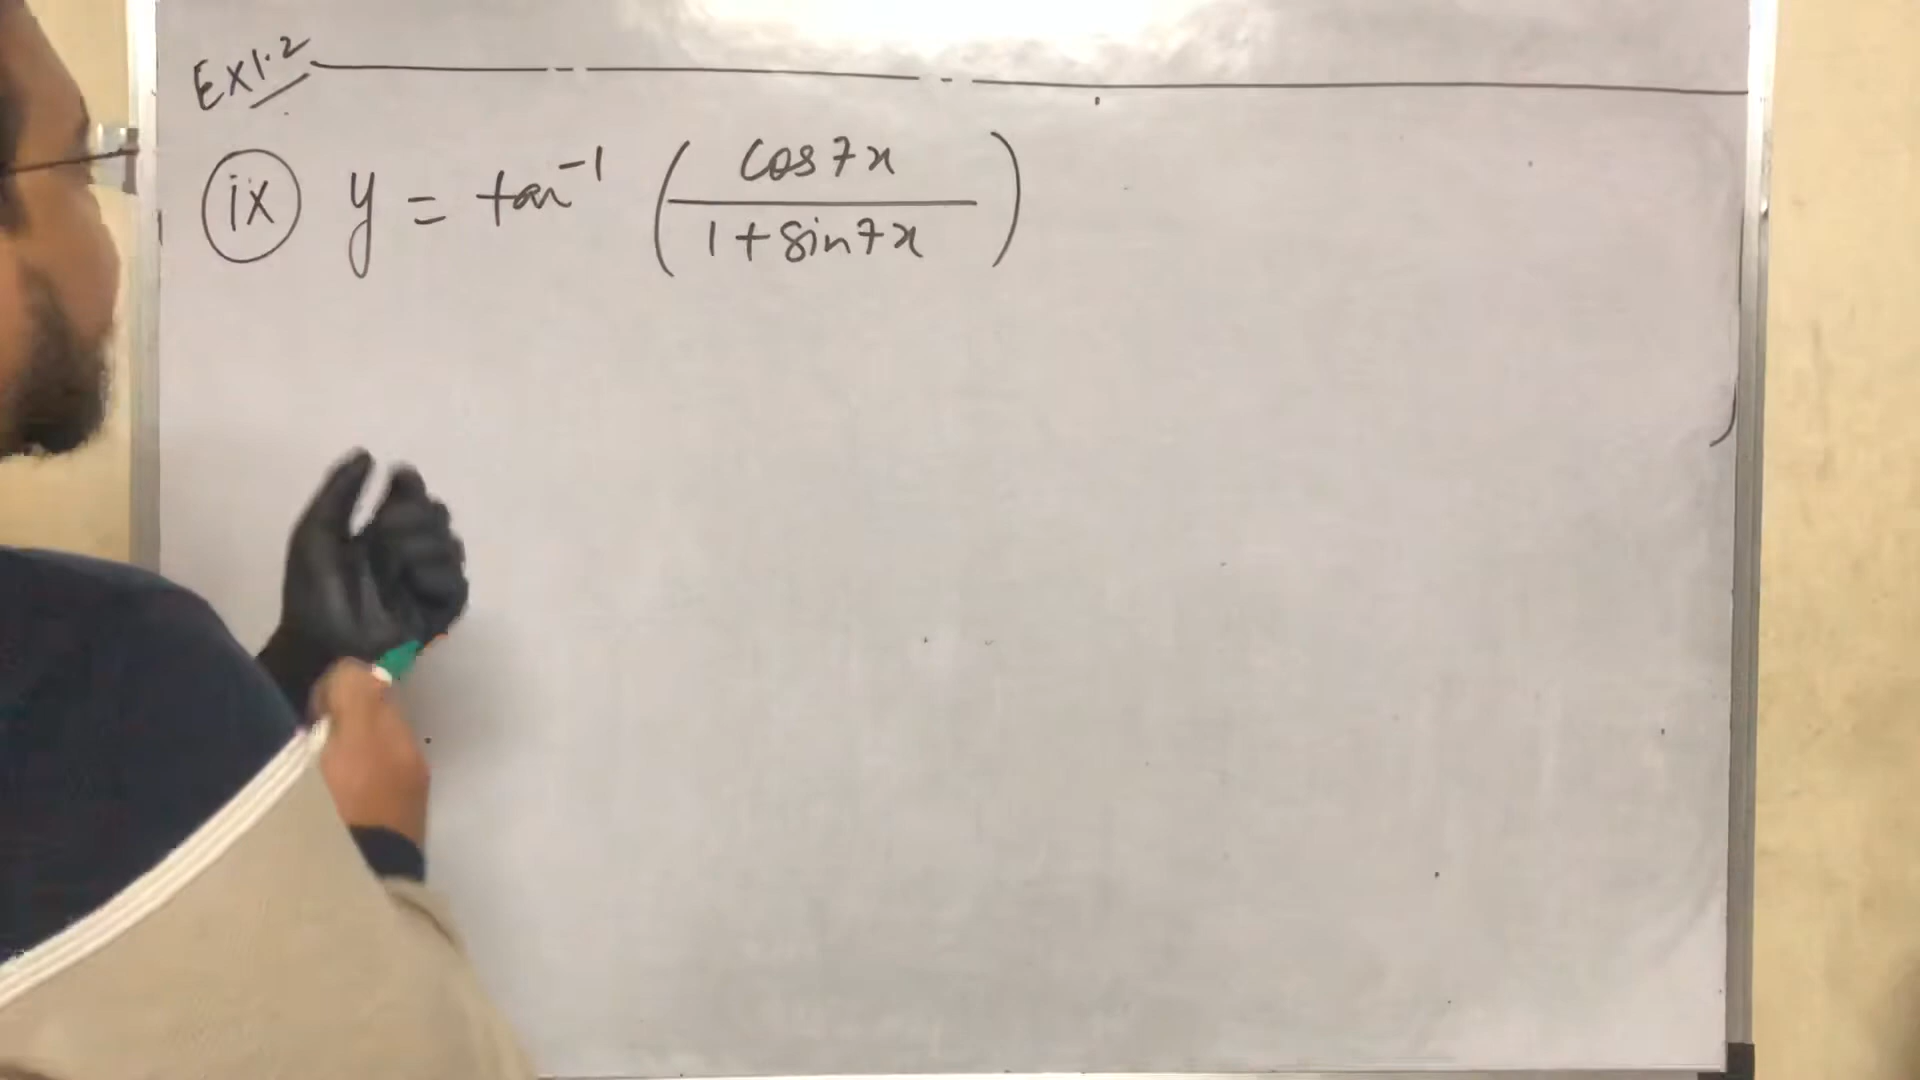 Ex1.2
ix y = tan⁻¹ ( cos7x / 1+sin7x )